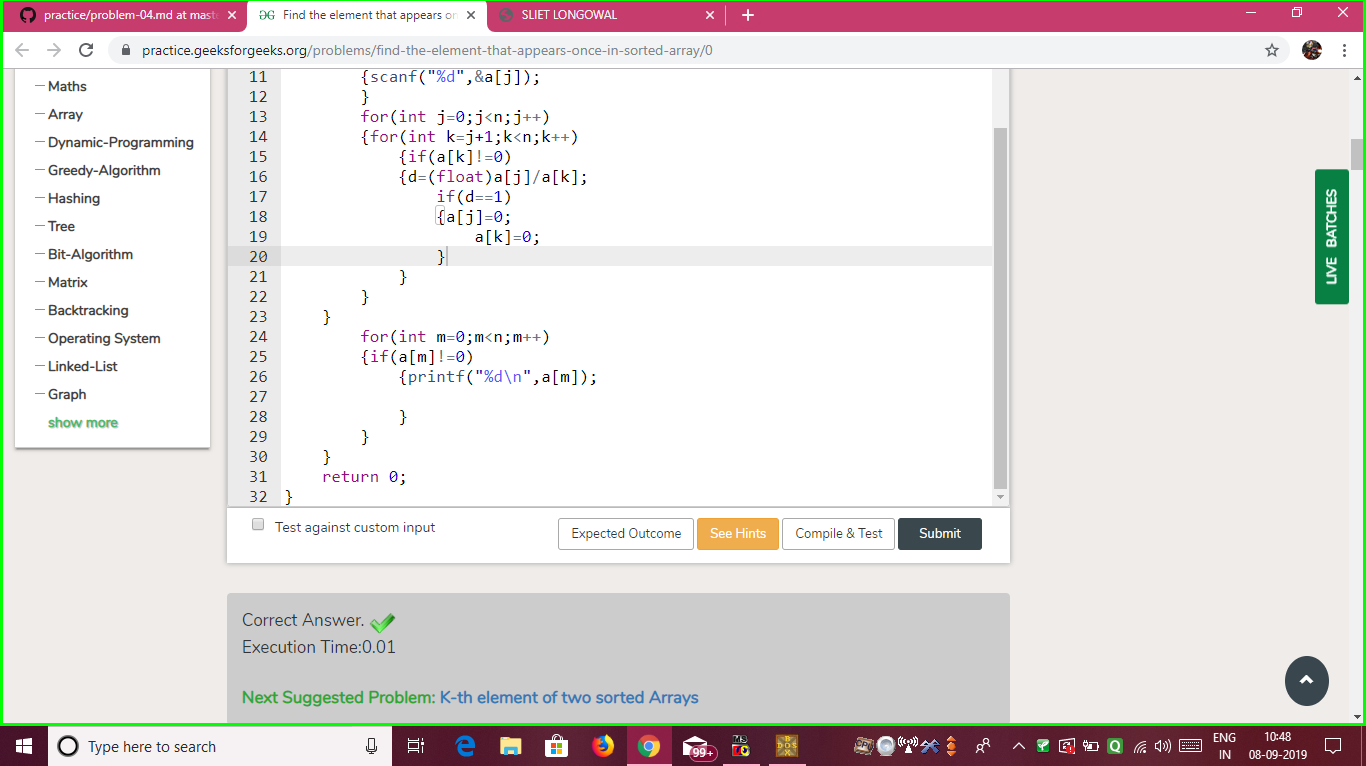 practice/problem-04.md at mast
Find the element that appears on
SLIET LONGOWAL
practice.geeksforgeeks.org/problems/find-the-element-that-appears-once-in-sorted-array/0
Maths
Array
Dynamic-Programming
Greedy-Algorithm
Hashing
Tree
Bit-Algorithm
Matrix
Backtracking
Operating System
Linked-List
Graph
show more
11 {scanf("%d",&a[j]);
12 }
13 for(int j=0;j<n;j++)
14 {for(int k=j+1;k<n;k++)
15 {if(a[k]!=0)
16 {d=(float)a[j]/a[k];
17 if(d==1)
18 {a[j]=0;
19 a[k]=0;
20 }
21 }
22 }
23 }
24 for(int m=0;m<n;m++)
25 {if(a[m]!=0)
26 {printf("%d\n",a[m]);
27
28 }
29 }
30 }
31 return 0;
32 }
LIVE BATCHES
Test against custom input
Expected Outcome
See Hints
Compile & Test
Submit
Correct Answer.
Execution Time:0.01
Next Suggested Problem: K-th element of two sorted Arrays
Type here to search
99+
ENG
IN
10:48
08-09-2019